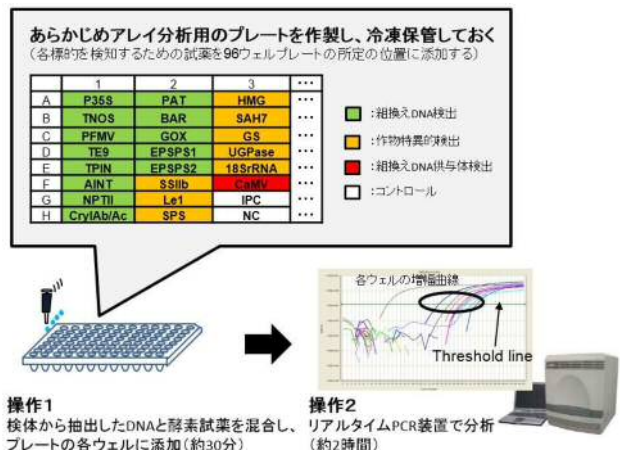 あらかじめアレイ分析用のプレートを作製し、冷凍保管しておく
(各標的を検知するための試薬を96ウェルプレートの所定の位置に添加する)
1 2 3 ···
A P35S PAT HMG ···
B TNOS BAR SAH7 ···
C PFMV GOX GS ···
D TE9 EPSPS1 UGPase ···
E TPIN EPSPS2 18SrRNA ···
F AINT SSIIb CaMV ···
G NPTII Le1 IPC ···
H CryIAb/Ac SPS NC ···
:組換えDNA検出
:作物特異的検出
:組換えDNA供与体検出
:コントロール
各ウェルの増幅曲線
Threshold line
操作1
検体から抽出したDNAと酵素試薬を混合し、
プレートの各ウェルに添加(約30分)
操作2
リアルタイムPCR装置で分析
(約2時間)